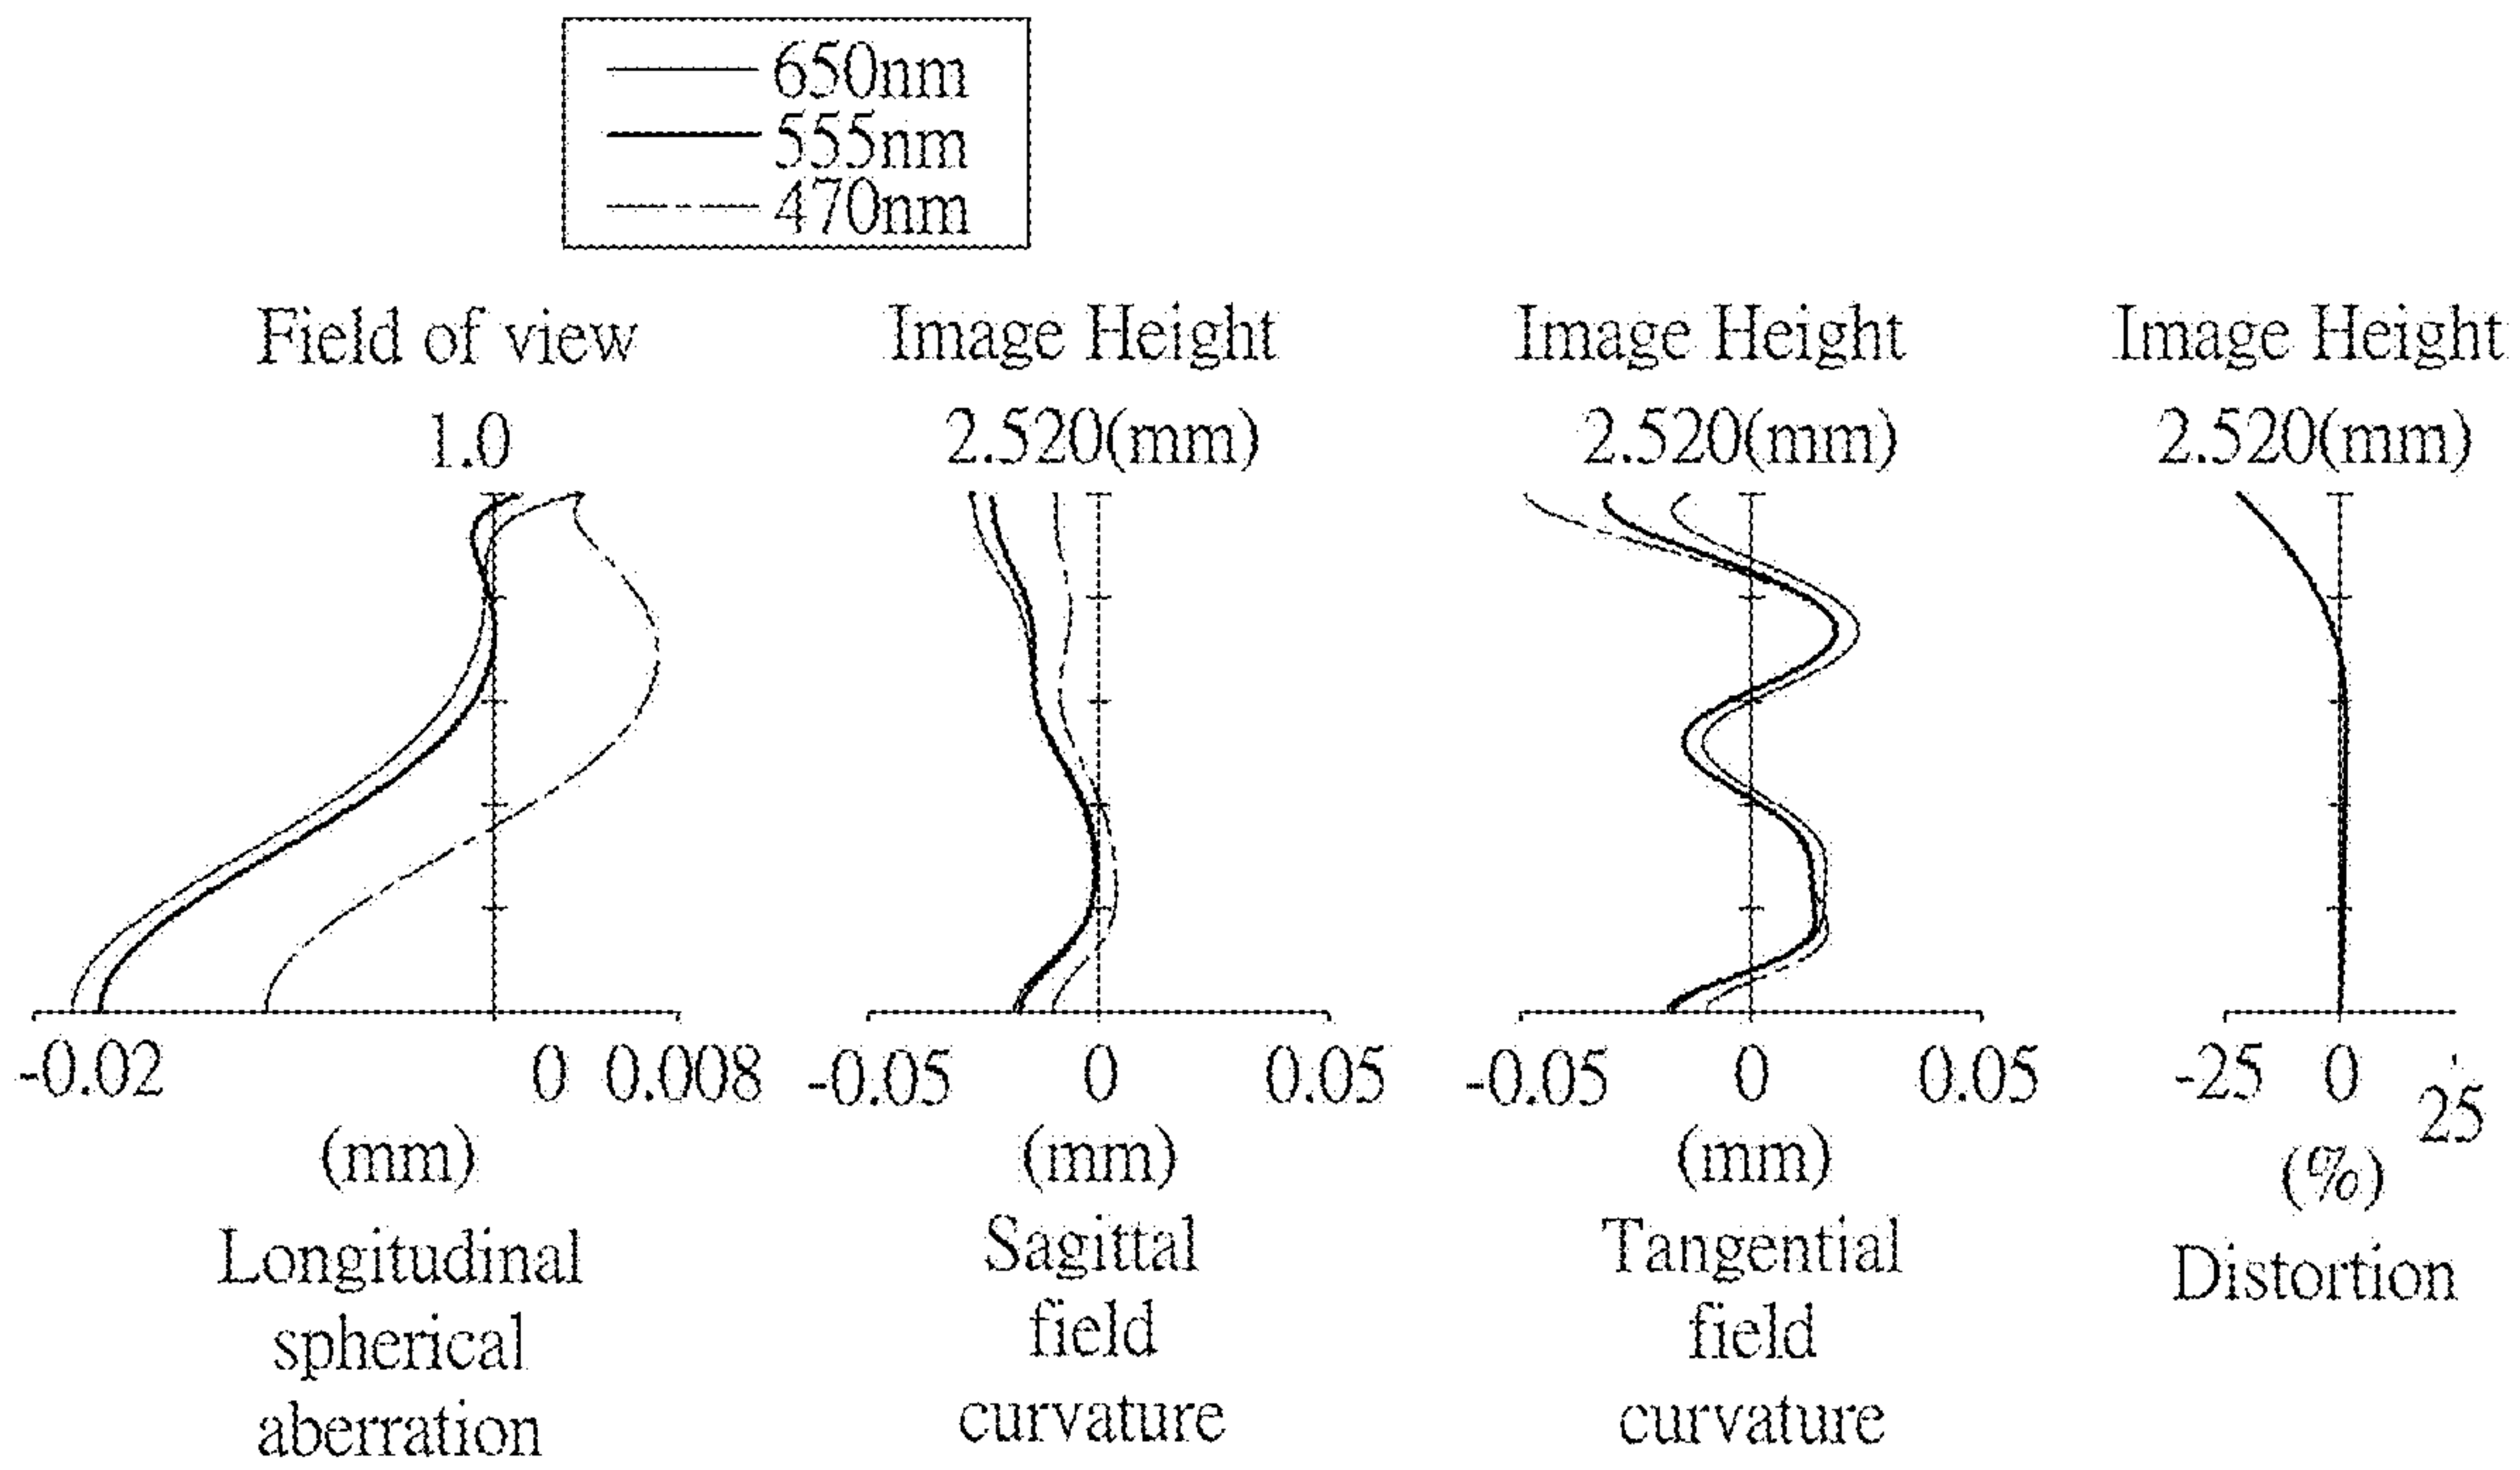 650nm
555nm
470nm
Field of view
1.0
Image Height
2.520(mm)
Image Height
2.520(mm)
Image Height
2.520(mm)
-0.02 0 0.008
(mm)
Longitudinal
spherical
aberration
-0.05 0 0.05
(mm)
Sagittal
field
curvature
-0.05 0 0.05
(mm)
Tangential
field
curvature
-25 0 25
(%)
Distortion